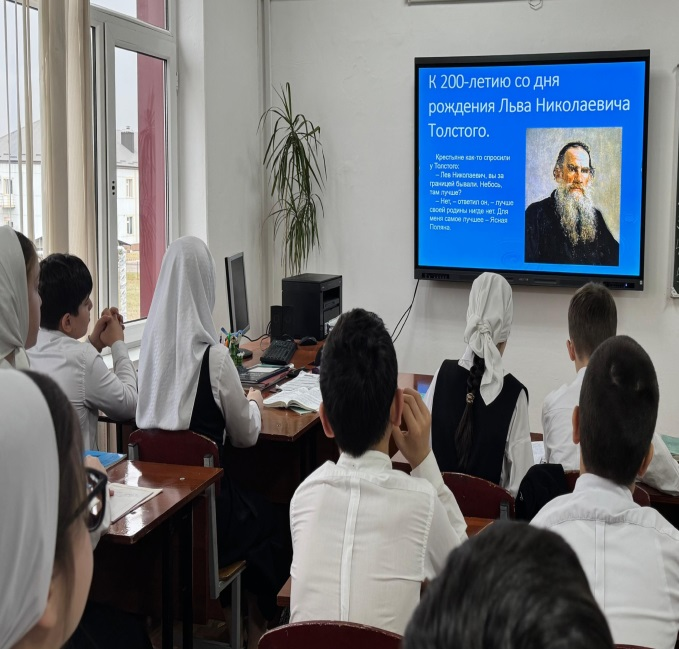 К 200-летию со дня
рождения Льва Николаевича
Толстого.
Крестьяне как-то спросили
у Толстого:
– Лев Николаевич, вы за
границей бывали. Небось,
там лучше?
– Нет, – ответил он, – лучше
своей родины нигде нет. Для
меня самое лучшее – Ясная
Поляна.